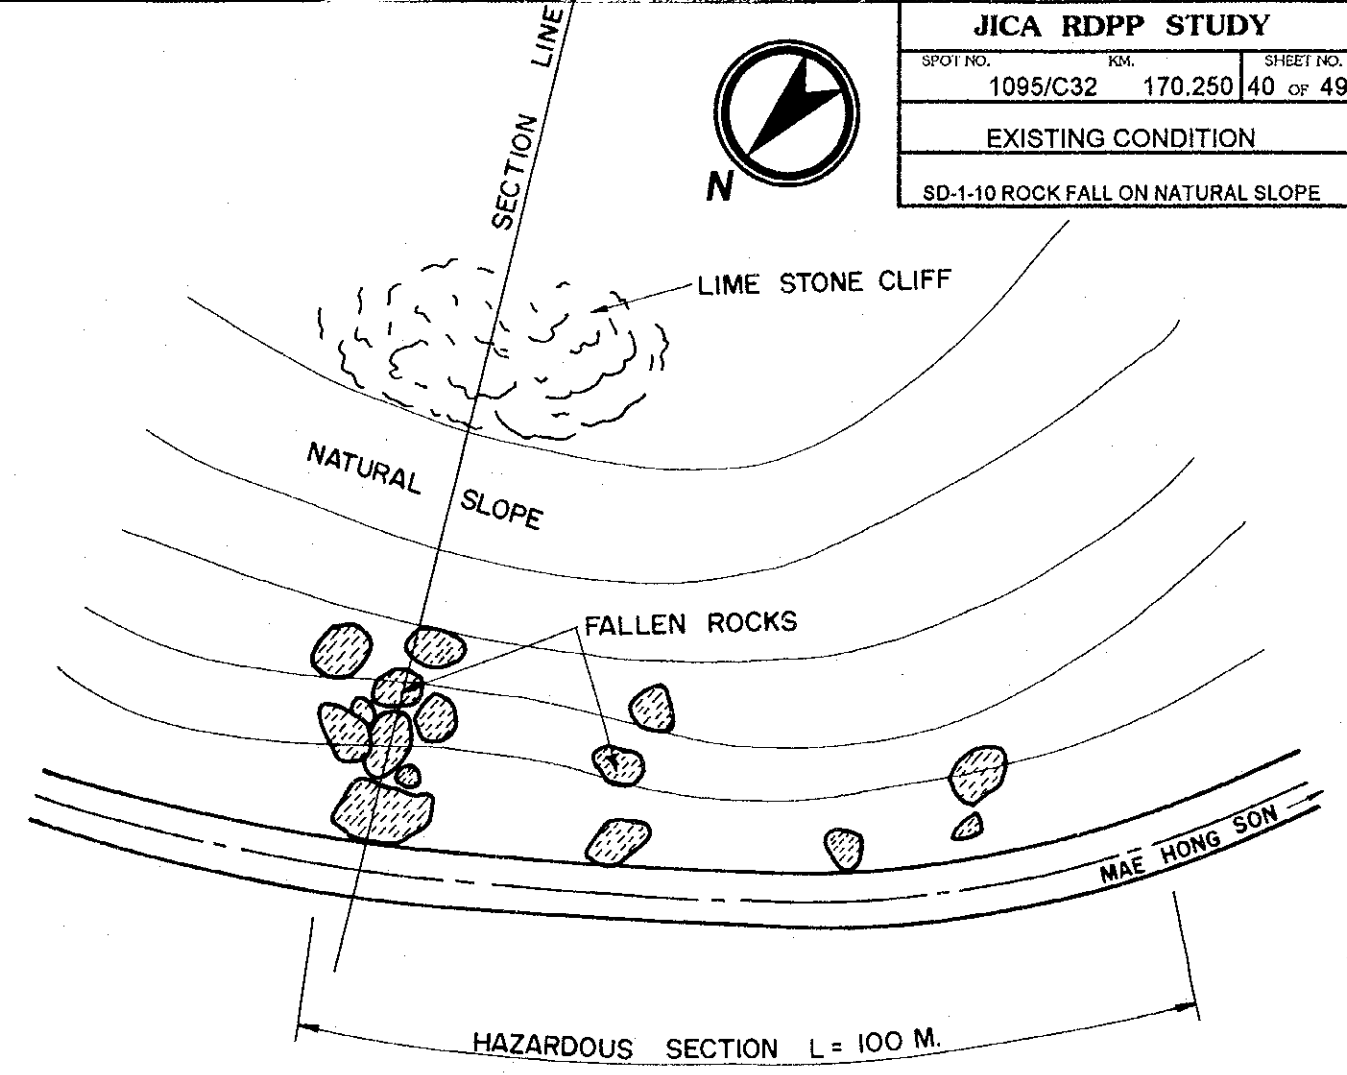 JICA RDPP STUDY
SPOT NO. KM. SHEET NO.
1095/C32 170.250 40 OF 49
EXISTING CONDITION
SD-1-10 ROCK FALL ON NATURAL SLOPE
N
SECTION LINE
LIME STONE CLIFF
NATURAL SLOPE
FALLEN ROCKS
MAE HONG SON
HAZARDOUS SECTION L = 100 M.